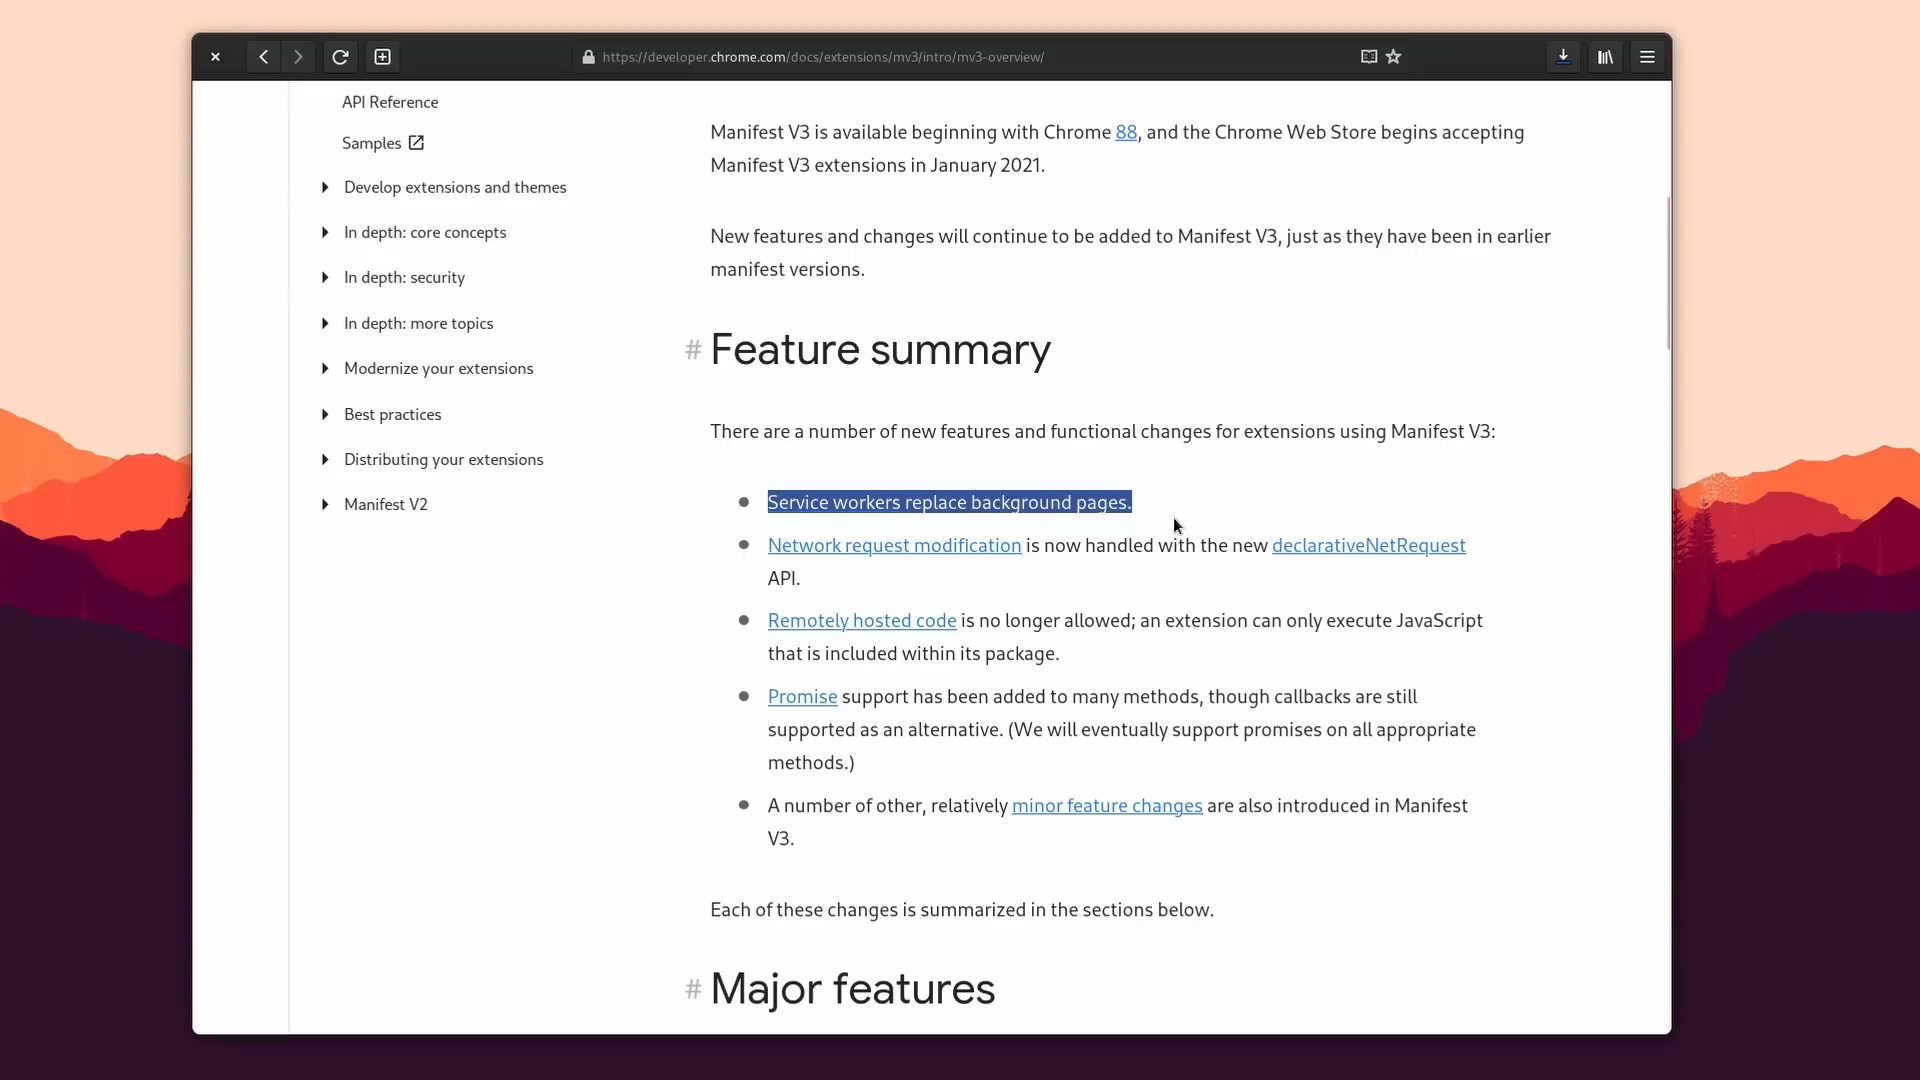 https://developer.chrome.com/docs/extensions/mv3/intro/mv3-overview/
API Reference
Samples
Develop extensions and themes
In depth: core concepts
In depth: security
In depth: more topics
Modernize your extensions
Best practices
Distributing your extensions
Manifest V2
Manifest V3 is available beginning with Chrome 88, and the Chrome Web Store begins accepting
Manifest V3 extensions in January 2021.
New features and changes will continue to be added to Manifest V3, just as they have been in earlier
manifest versions.
# Feature summary
There are a number of new features and functional changes for extensions using Manifest V3:
Service workers replace background pages.
Network request modification is now handled with the new declarativeNetRequest
API.
Remotely hosted code is no longer allowed; an extension can only execute JavaScript
that is included within its package.
Promise support has been added to many methods, though callbacks are still
supported as an alternative. (We will eventually support promises on all appropriate
methods.)
A number of other, relatively minor feature changes are also introduced in Manifest
V3.
Each of these changes is summarized in the sections below.
# Major features